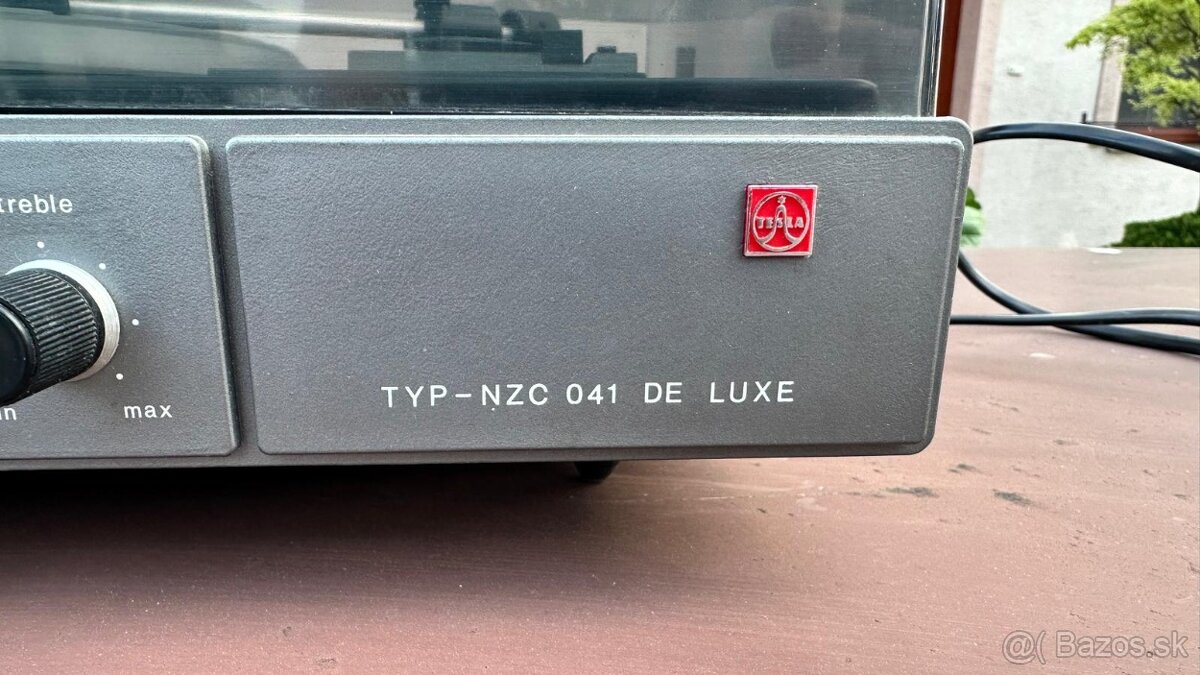 treble
TESLA
max
TYP-NZC 041 DE LUXE
@( Bazos.sk